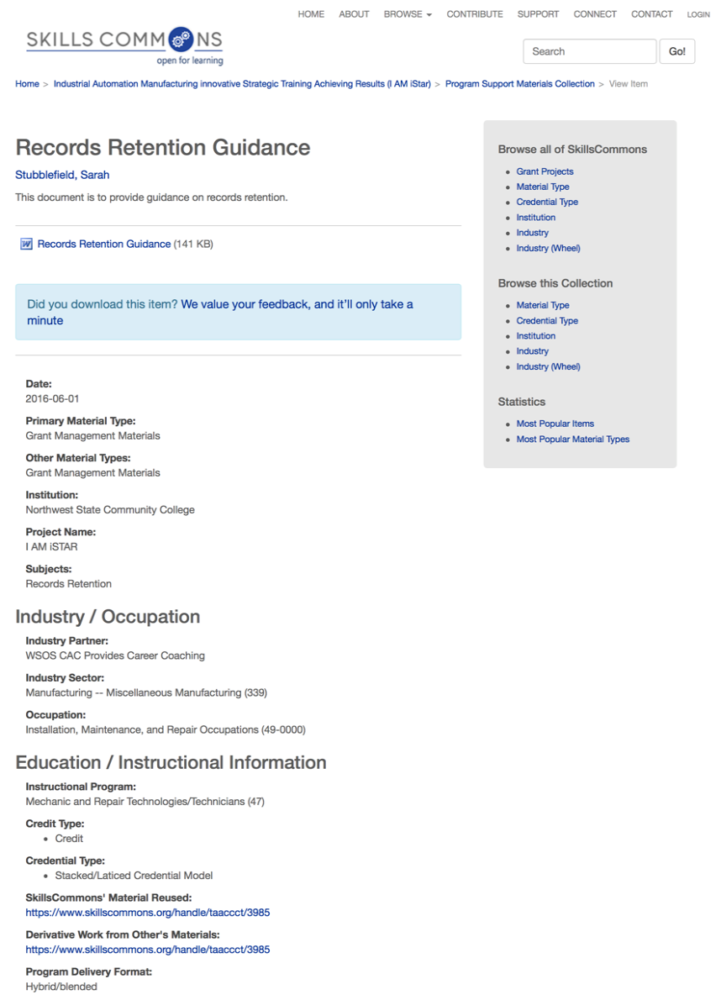 HOME ABOUT BROWSE CONTRIBUTE SUPPORT CONNECT CONTACT LOGIN
SKILLS COMMONS
open for learning
Search Go!
Home > Industrial Automation Manufacturing innovative Strategic Training Achieving Results (I AM iStar) > Program Support Materials Collection > View Item
Records Retention Guidance
Stubblefield, Sarah
This document is to provide guidance on records retention.
W Records Retention Guidance (141 KB)
Did you download this item? We value your feedback, and it'll only take a
minute
Date:
2016-06-01
Primary Material Type:
Grant Management Materials
Other Material Types:
Grant Management Materials
Institution:
Northwest State Community College
Project Name:
I AM iSTAR
Subjects:
Records Retention
Industry / Occupation
Industry Partner:
WSOS CAC Provides Career Coaching
Industry Sector:
Manufacturing -- Miscellaneous Manufacturing (339)
Occupation:
Installation, Maintenance, and Repair Occupations (49-0000)
Education / Instructional Information
Instructional Program:
Mechanic and Repair Technologies/Technicians (47)
Credit Type:
• Credit
Credential Type:
• Stacked/Laticed Credential Model
SkillsCommons' Material Reused:
https://www.skillscommons.org/handle/taaccct/3985
Derivative Work from Other's Materials:
https://www.skillscommons.org/handle/taaccct/3985
Program Delivery Format:
Hybrid/blended
Browse all of SkillsCommons
• Grant Projects
• Material Type
• Credential Type
• Institution
• Industry
• Industry (Wheel)
Browse this Collection
• Material Type
• Credential Type
• Institution
• Industry
• Industry (Wheel)
Statistics
• Most Popular Items
• Most Popular Material Types